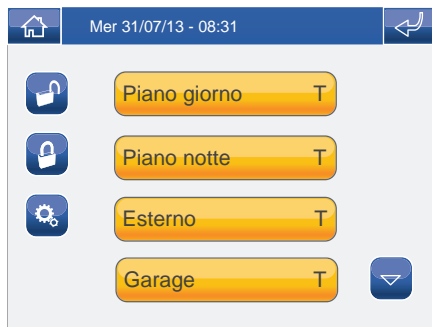 Mer 31/07/13 - 08:31
Piano giorno T
Piano notte T
Esterno T
Garage T